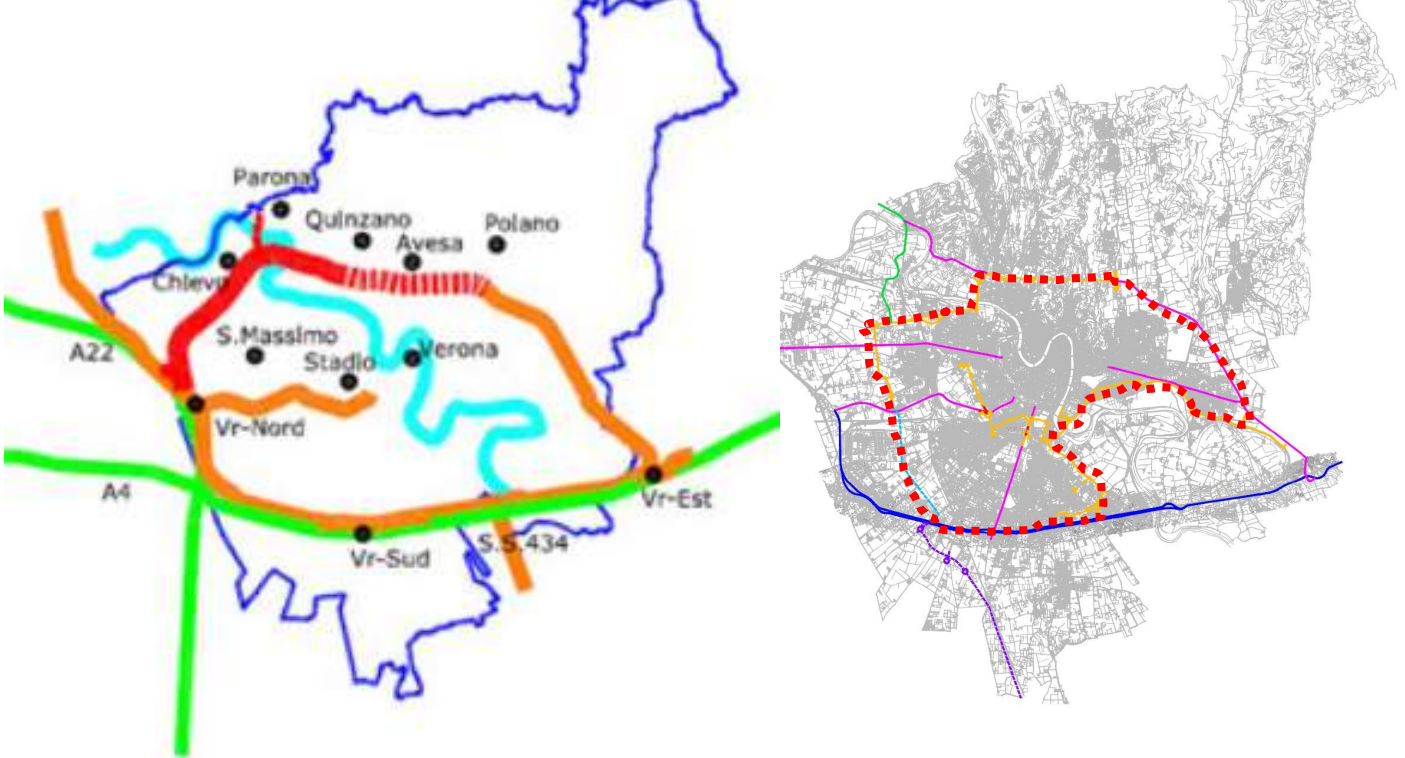 Parona
Quinzano
Polano
Avesa
Chievo
S.Massimo
A22
Stadio
Verona
Vr-Nord
A4
Vr-Est
S.S.434
Vr-Sud